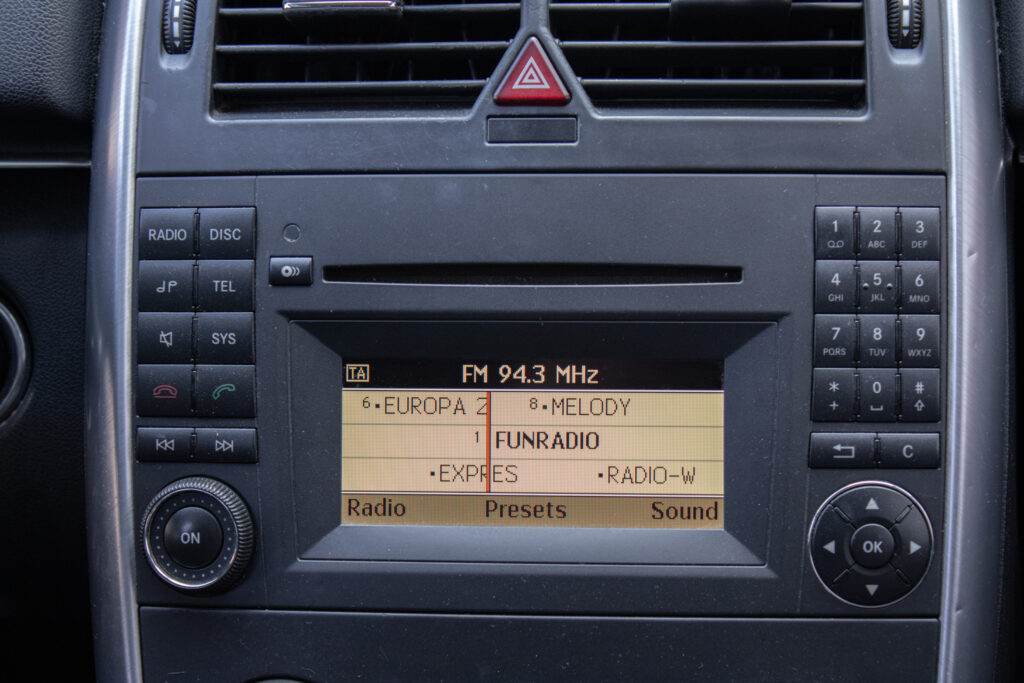 RADIO DISC
TEL
SYS
ON
TA FM 94.3 MHz
6 ▪EUROPA 2 8 ▪MELODY
1 FUNRADIO
▪EXPRES ▪RADIO-W
Radio Presets Sound
1 2 3
ABC DEF
4 5 6
GHI JKL MNO
7 8 9
PQRS TUV WXYZ
* 0 #
+
C
OK